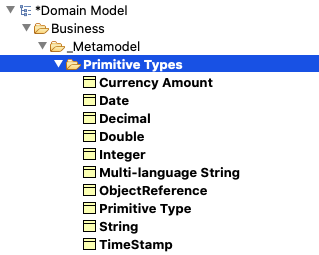 *Domain Model
Business
_Metamodel
Primitive Types
Currency Amount
Date
Decimal
Double
Integer
Multi-language String
ObjectReference
Primitive Type
String
TimeStamp